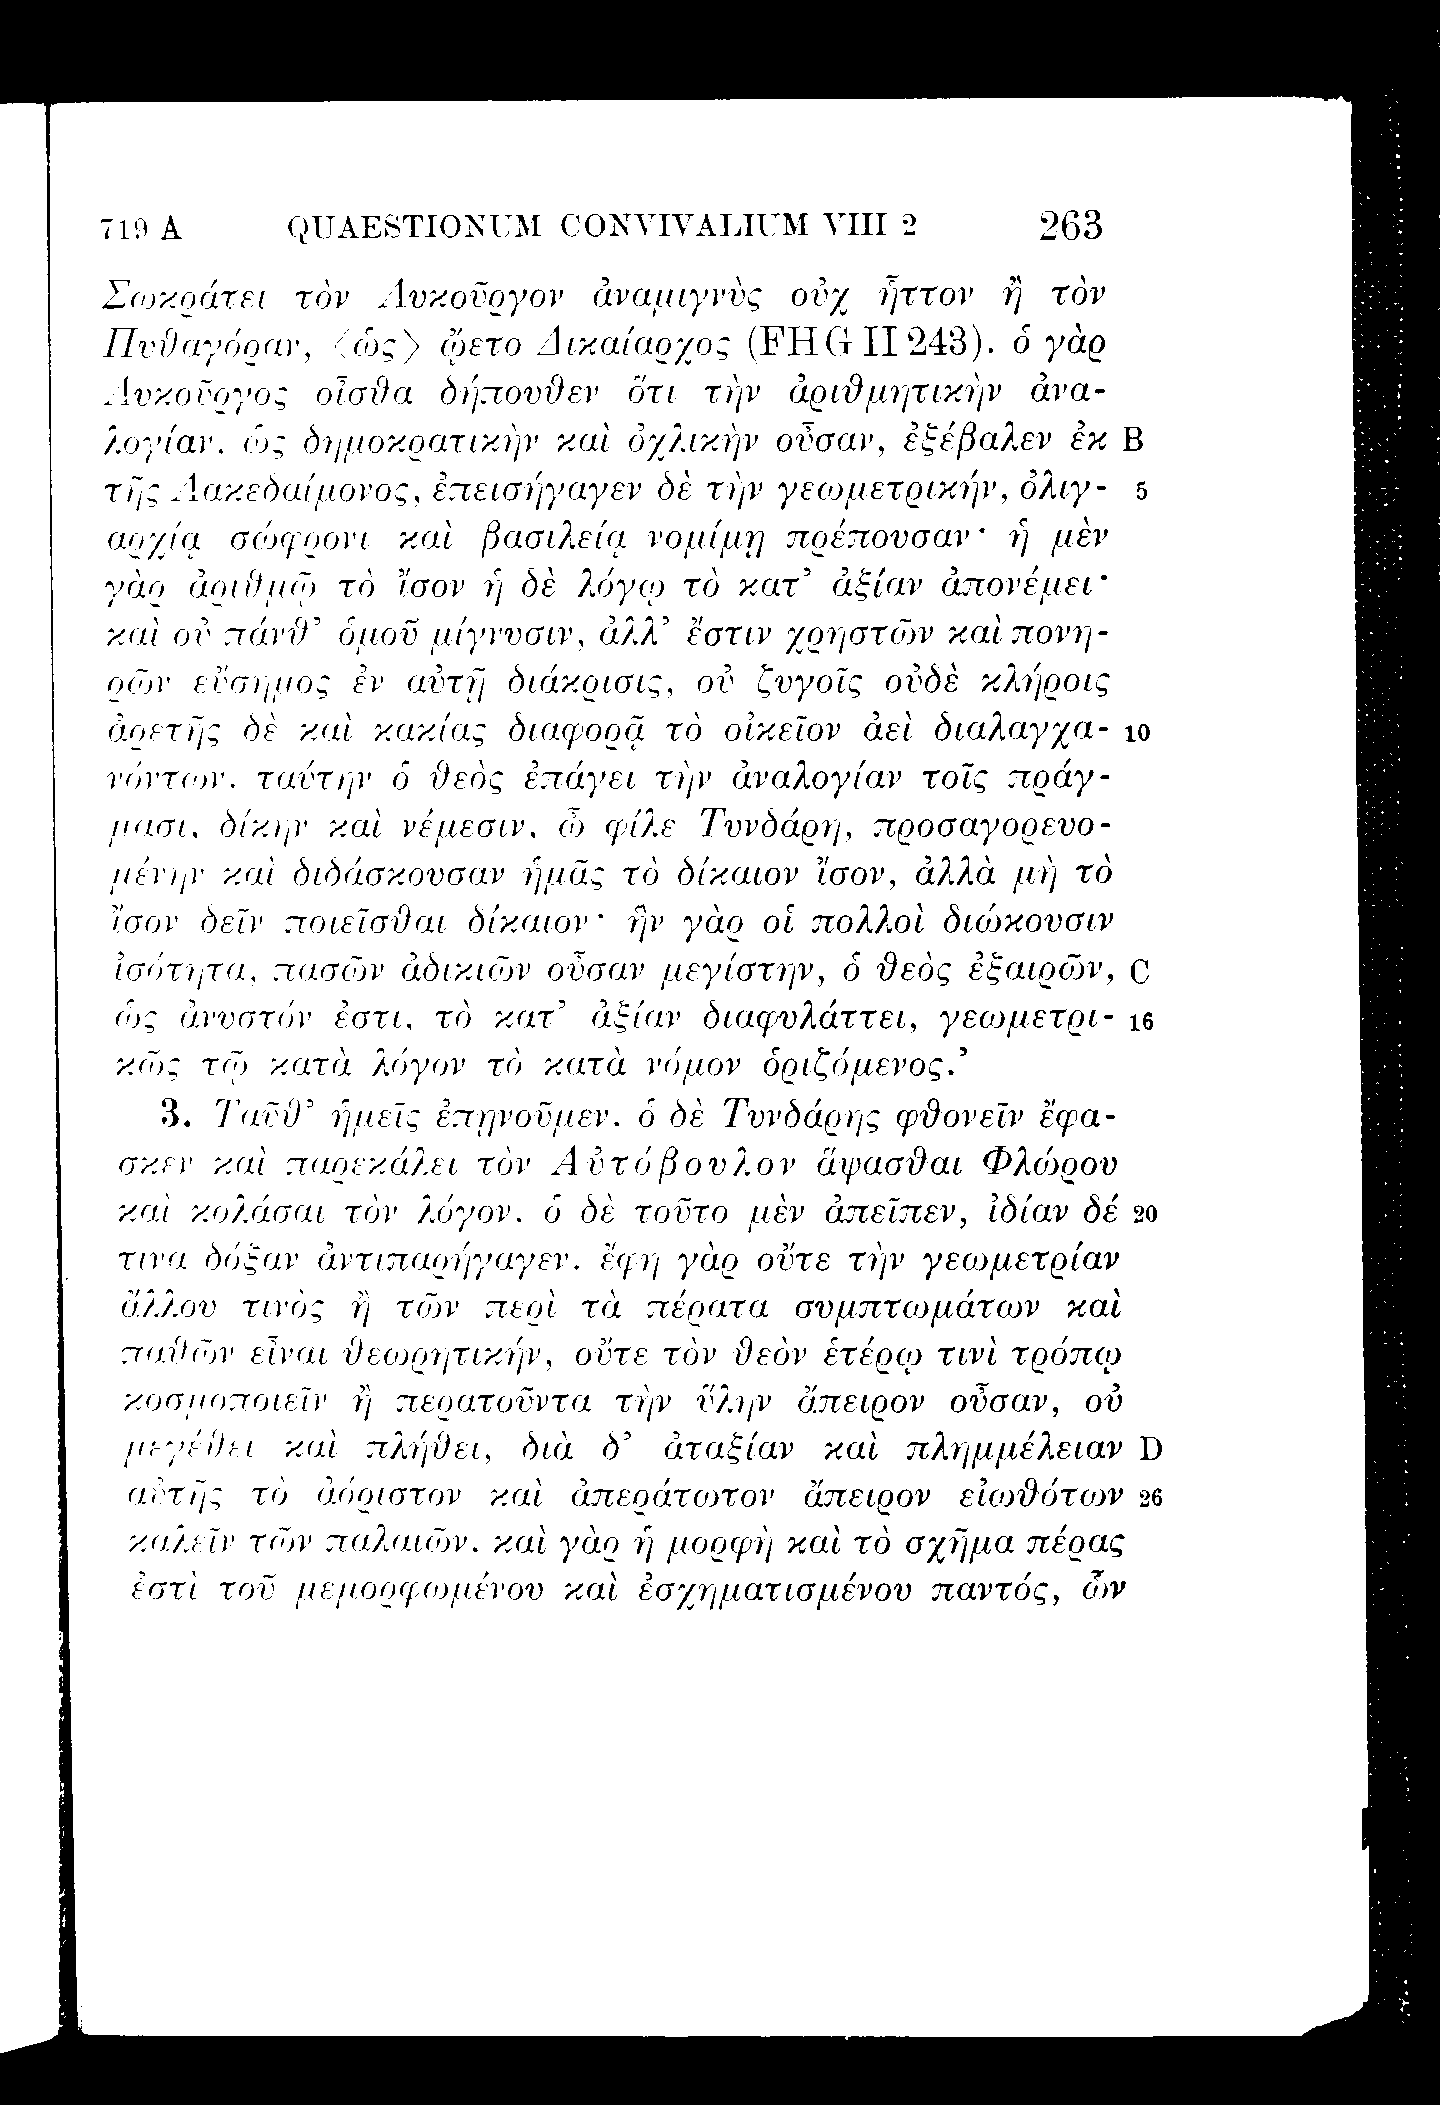 719 A QUAESTIONUM CONVIVALIUM VIII 2 263
Σωκράτει τὸν Λυκοῦργον ἀναμιγνὺς οὐχ ἧττον ἢ τὸν
Πυθαγόραν, ⟨ὡς⟩ ᾤετο Δικαίαρχος (FHG II 243). ὁ γὰρ
Λυκοῦργος οἶσθα δήπουθεν ὅτι τὴν ἀριθμητικὴν ἀνα-
λογίαν, ὡς δημοκρατικὴν καὶ ὀχλικὴν οὖσαν, ἐξέβαλεν ἐκ B
τῆς Λακεδαίμονος, ἐπεισήγαγεν δὲ τὴν γεωμετρικήν, ὀλιγ- 5
αρχίᾳ σώφρονι καὶ βασιλείᾳ νομίμῃ πρέπουσαν· ἡ μὲν
γὰρ ἀριθμῷ τὸ ἴσον ἡ δὲ λόγῳ τὸ κατ’ ἀξίαν ἀπονέμει·
καὶ οὐ πάνθ’ ὁμοῦ μίγνυσιν, ἀλλ’ ἔστιν χρηστῶν καὶ πονη-
ρῶν εὔσημος ἐν αὐτῇ διάκρισις, οὐ ζυγοῖς οὐδὲ κλήροις
ἀρετῆς δὲ καὶ κακίας διαφορᾷ τὸ οἰκεῖον ἀεὶ διαλαγχα- 10
νόντων. ταύτην ὁ θεὸς ἐπάγει τὴν ἀναλογίαν τοῖς πράγ-
μασι, δίκην καὶ νέμεσιν, ὦ φίλε Τυνδάρη, προσαγορευο-
μένην καὶ διδάσκουσαν ἡμᾶς τὸ δίκαιον ἴσον, ἀλλὰ μὴ τὸ
ἴσον δεῖν ποιεῖσθαι δίκαιον· ἣν γὰρ οἱ πολλοὶ διώκουσιν
ἰσότητα, πασῶν ἀδικιῶν οὖσαν μεγίστην, ὁ θεὸς ἐξαιρῶν, C
ὡς ἀνυστόν ἐστι, τὸ κατ’ ἀξίαν διαφυλάττει, γεωμετρι- 16
κῶς τῷ κατὰ λόγον τὸ κατὰ νόμον ὁριζόμενος.’
3. Ταῦθ’ ἡμεῖς ἐπῃνοῦμεν. ὁ δὲ Τυνδάρης φθονεῖν ἔφα-
σκεν καὶ παρεκάλει τὸν Αὐτόβουλον ἅψασθαι Φλώρου
καὶ κολάσαι τὸν λόγον. ὁ δὲ τοῦτο μὲν ἀπεῖπεν, ἰδίαν δέ 20
τινα δόξαν ἀντιπαρήγαγεν. ἔφη γὰρ οὔτε τὴν γεωμετρίαν
ἄλλου τινὸς ἢ τῶν περὶ τὰ πέρατα συμπτωμάτων καὶ
παθῶν εἶναι θεωρητικήν, οὔτε τὸν θεὸν ἑτέρῳ τινὶ τρόπῳ
κοσμοποιεῖν ἢ περατοῦντα τὴν ὕλην ἄπειρον οὖσαν, οὐ
μεγέθει καὶ πλήθει, διὰ δ’ ἀταξίαν καὶ πλημμέλειαν D
αὐτῆς τὸ ἀόριστον καὶ ἀπεράτωτον ἄπειρον εἰωθότων 26
καλεῖν τῶν παλαιῶν. καὶ γὰρ ἡ μορφὴ καὶ τὸ σχῆμα πέρας
ἐστὶ τοῦ μεμορφωμένου καὶ ἐσχηματισμένου παντός, ὧν